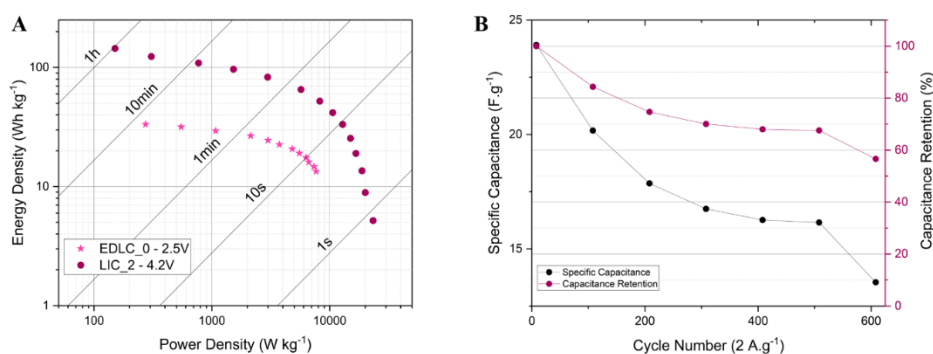 A
Energy Density (Wh kg⁻¹)
100
10
1
1h
10min
1min
10s
1s
EDLC_0 - 2.5V
LIC_2 - 4.2V
100
1000
10000
Power Density (W kg⁻¹)
B
Specific Capacitance (F.g⁻¹)
25
20
15
Specific Capacitance
Capacitance Retention
0
200
400
600
Cycle Number (2 A.g⁻¹)
100
80
60
40
20
0
Capacitance Retention (%)